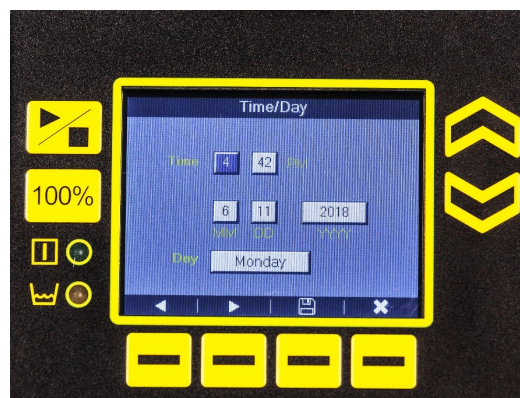 Time/Day
Time 4 42 PM
100%
6 11 2018
MM DD YYYY
Day Monday